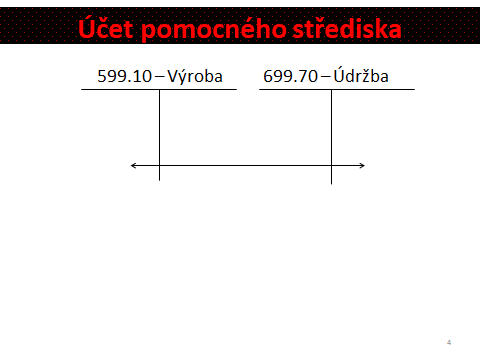 Účet pomocného střediska
599.10 – Výroba 699.70 – Údržba
4